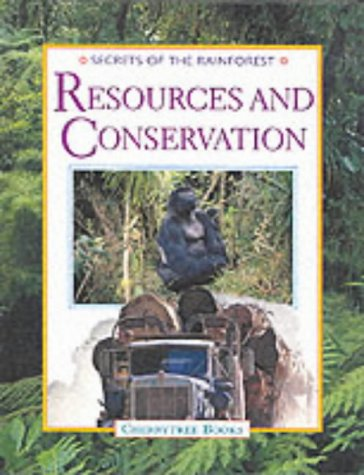 SECRETS OF THE RAINFOREST
RESOURCES AND
CONSERVATION
CHERRYTREE BOOKS